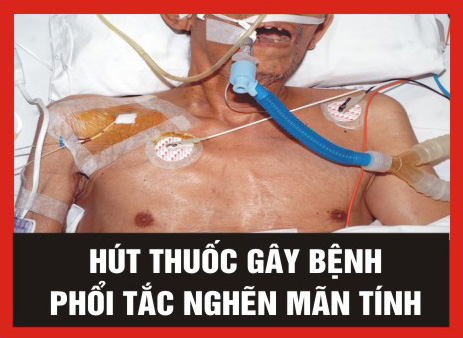 HÚT THUỐC GÂY BỆNH
PHỔI TẮC NGHẼN MÃN TÍNH